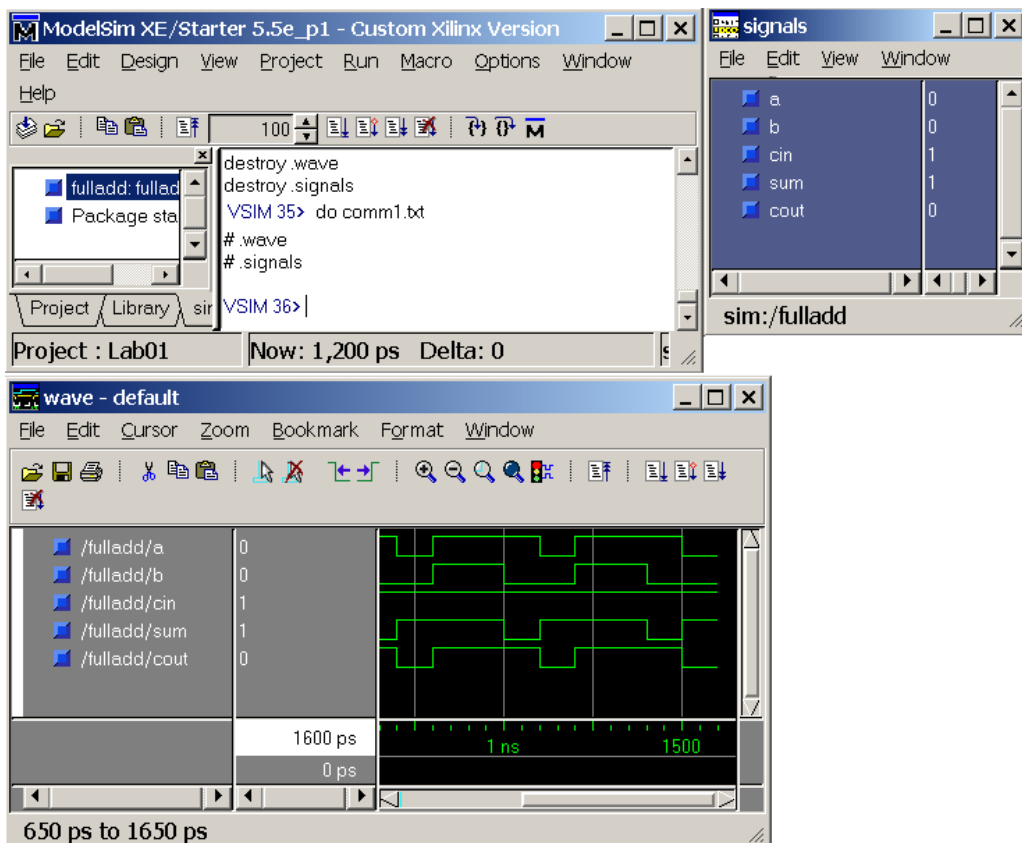 ModelSim XE/Starter 5.5e_p1 - Custom Xilinx Version
File Edit Design View Project Run Macro Options Window
Help
100
fulladd: fullad
Package sta
Project Library sim
destroy .wave
destroy .signals
VSIM 35> do comm1.txt
# .wave
# .signals
VSIM 36>
Project : Lab01 Now: 1,200 ps Delta: 0
signals
File Edit View Window
a 0
b 0
cin 1
sum 1
cout 0
sim:/fulladd
wave - default
File Edit Cursor Zoom Bookmark Format Window
/fulladd/a 0
/fulladd/b 0
/fulladd/cin 1
/fulladd/sum 1
/fulladd/cout 0
1600 ps 1 ns 1500
0 ps
650 ps to 1650 ps